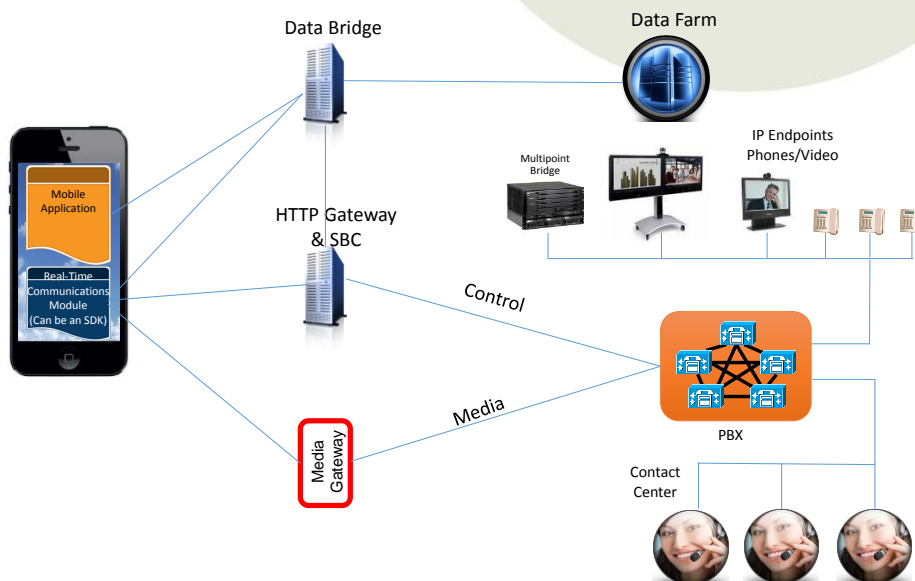 Data Bridge
Data Farm
Multipoint
Bridge
IP Endpoints
Phones/Video
Mobile
Application
HTTP Gateway
& SBC
Real-Time
Communications
Module
(Can be an SDK)
Control
Media
Media
Gateway
PBX
Contact
Center